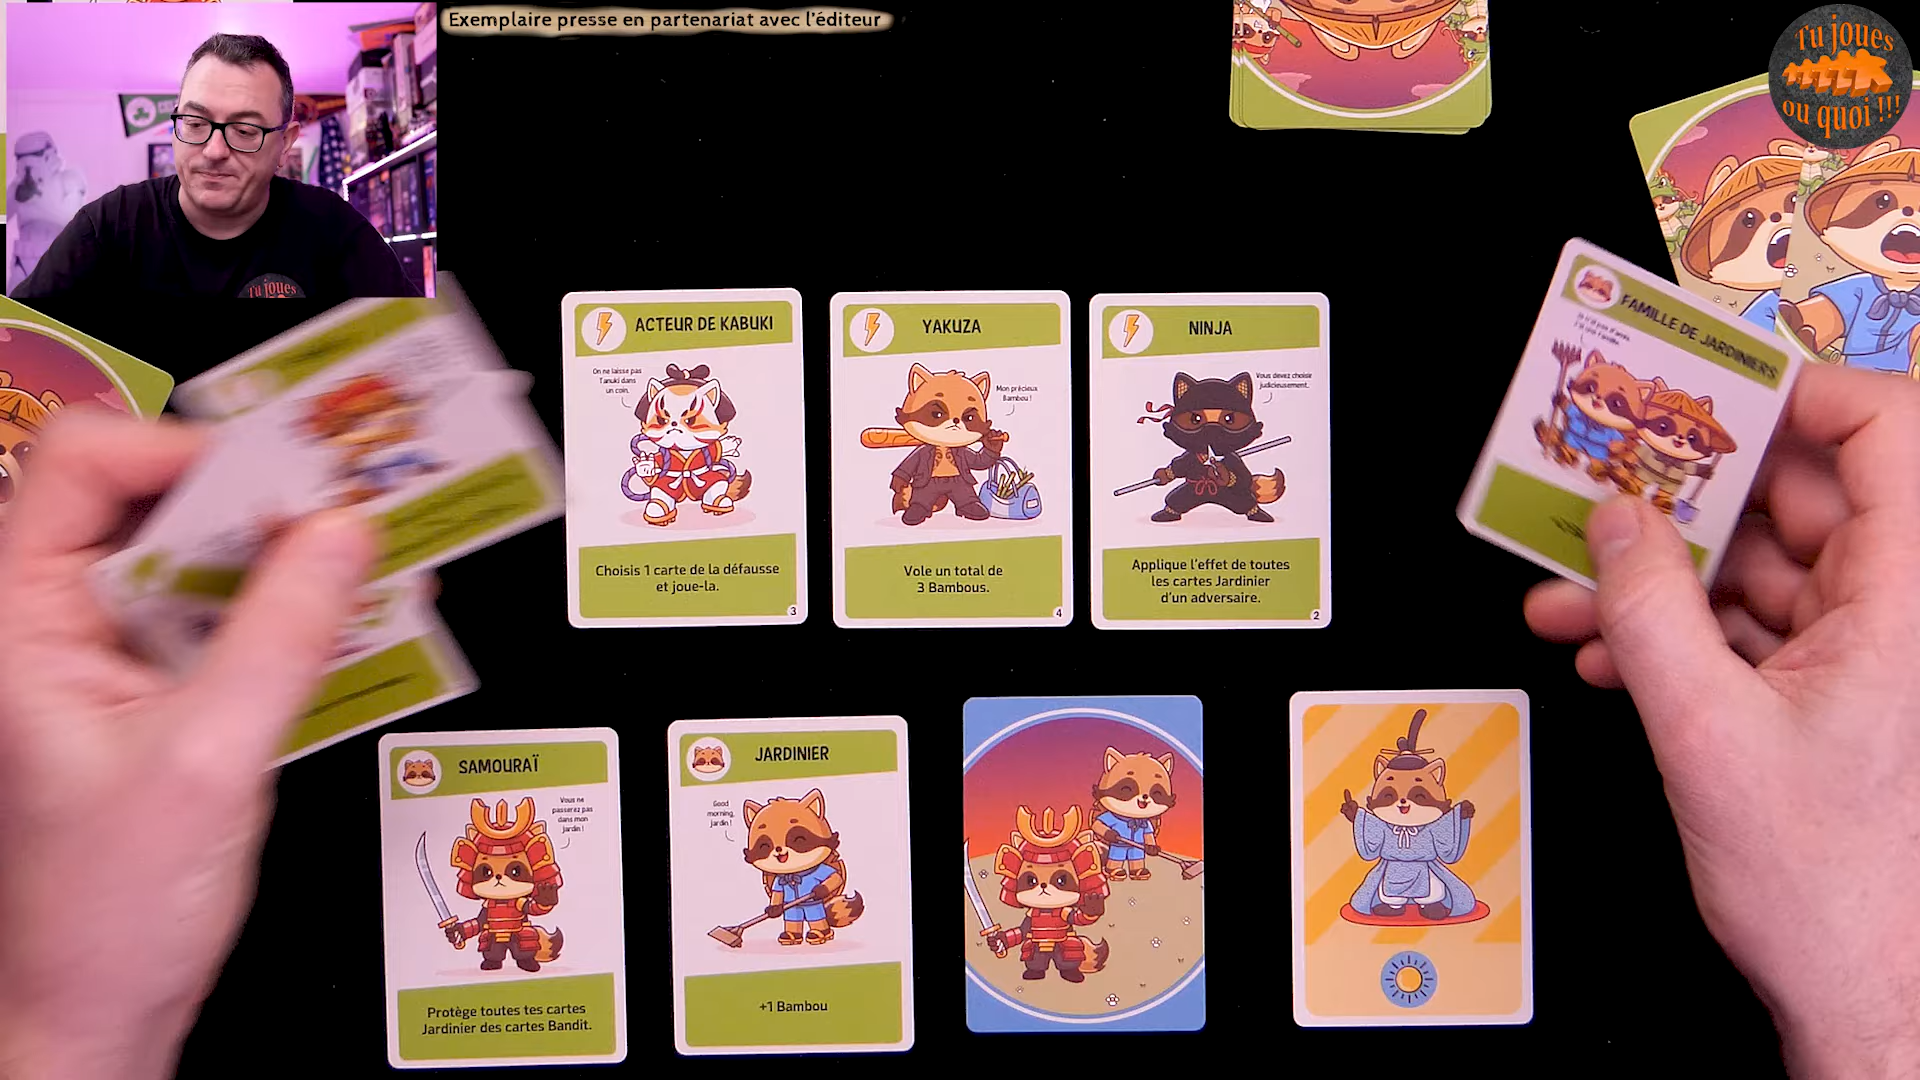 Exemplaire presse en partenariat avec l'éditeur
Tu joues
ou quoi !!!
Tu joues
ACTEUR DE KABUKI
On ne laisse pas
Tanuki dans
un coin.
Choisis 1 carte de la défausse
et joue-la.
3
YAKUZA
Mon précieux
Bambou !
Vole un total de
3 Bambous.
4
NINJA
Vous devez choisir
judicieusement.
Applique l'effet de toutes
les cartes Jardinier
d'un adversaire.
2
FAMILLE DE JARDINIERS
SAMOURAÏ
Vous ne
passerez pas
dans mon
jardin !
Protège toutes tes cartes
Jardinier des cartes Bandit.
JARDINIER
Good
morning,
jardin !
+1 Bambou